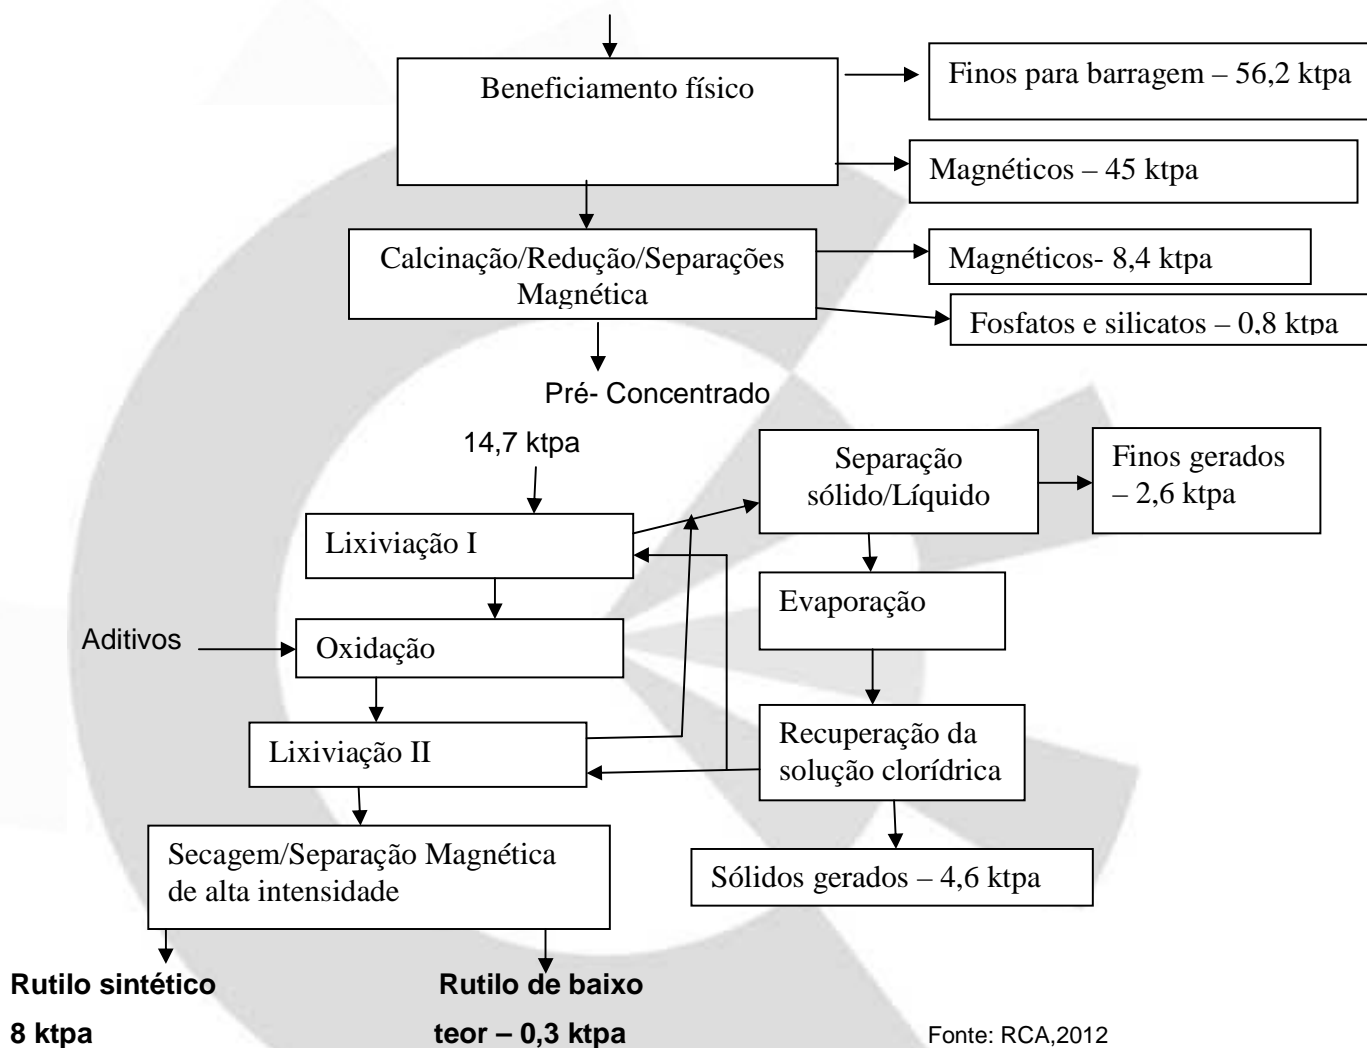 Beneficiamento físico
Finos para barragem – 56,2 ktpa
Magnéticos – 45 ktpa
Calcinação/Redução/Separações
Magnética
Magnéticos- 8,4 ktpa
Fosfatos e silicatos – 0,8 ktpa
Pré- Concentrado
14,7 ktpa
Separação
sólido/Líquido
Finos gerados
– 2,6 ktpa
Lixiviação I
Evaporação
Aditivos
Oxidação
Lixiviação II
Recuperação da
solução clorídrica
Secagem/Separação Magnética
de alta intensidade
Sólidos gerados – 4,6 ktpa
Rutilo sintético
8 ktpa
Rutilo de baixo
teor – 0,3 ktpa
Fonte: RCA,2012